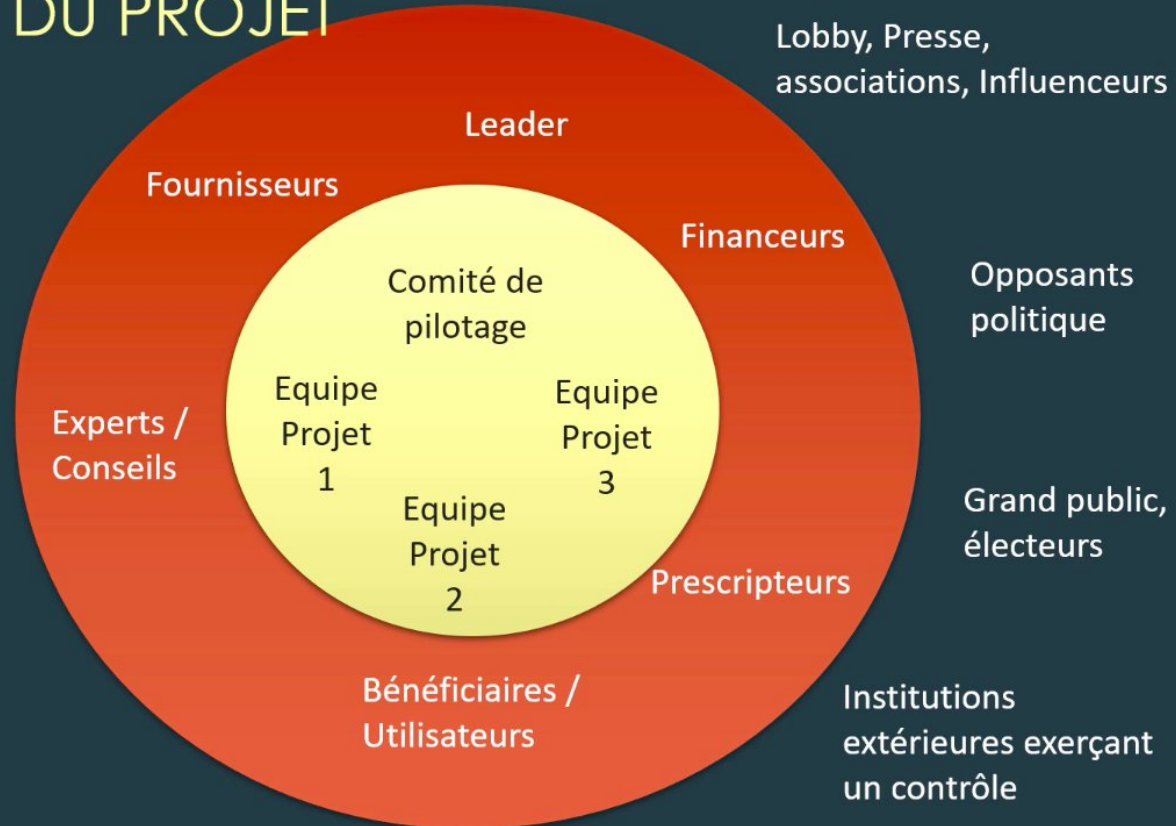 DU PROJET
Lobby, Presse,
associations, Influenceurs
Leader
Fournisseurs
Financeurs
Comité de
pilotage
Opposants
politique
Equipe
Projet
1
Equipe
Projet
3
Experts /
Conseils
Equipe
Projet
2
Grand public,
électeurs
Prescripteurs
Bénéficiaires /
Utilisateurs
Institutions
extérieures exerçant
un contrôle